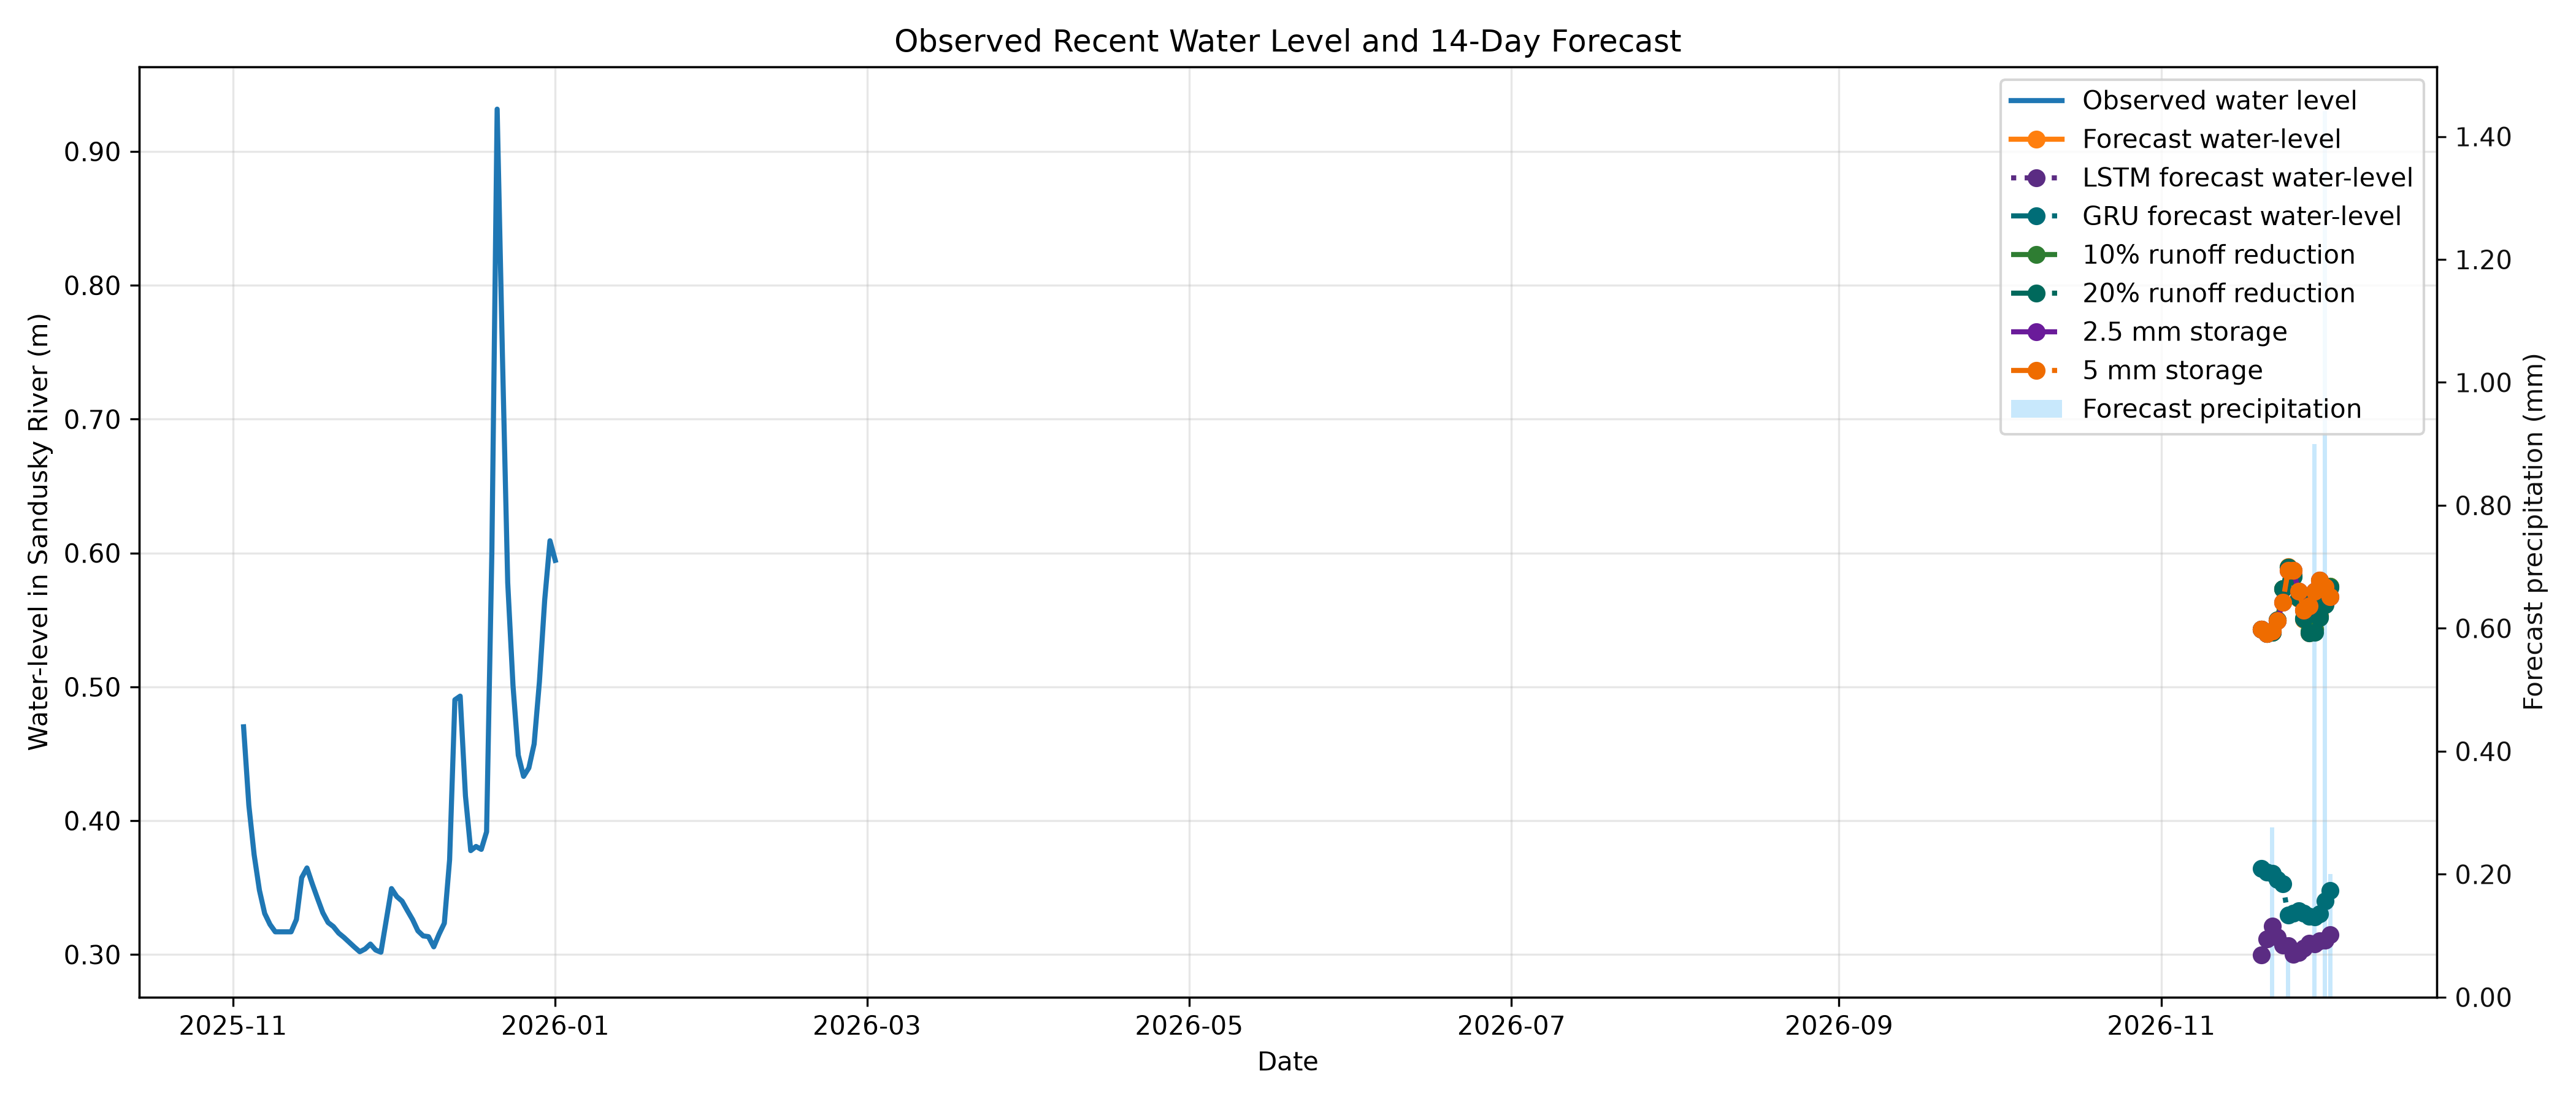 Observed Recent Water Level and 14-Day Forecast
Water-level in Sandusky River (m)
0.90
0.80
0.70
0.60
0.50
0.40
0.30
Observed water level
Forecast water-level
LSTM forecast water-level
GRU forecast water-level
10% runoff reduction
20% runoff reduction
2.5 mm storage
5 mm storage
Forecast precipitation
1.40
1.20
1.00
0.80
0.60
0.40
0.20
0.00
Forecast precipitation (mm)
2025-11
2026-01
2026-03
2026-05
2026-07
2026-09
2026-11
Date